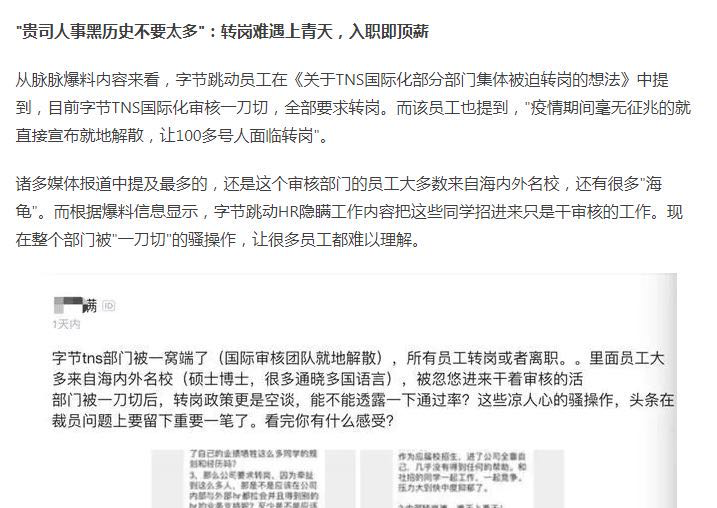 "贵司人事黑历史不要太多"：转岗难遇上青天，入职即顶薪
从脉脉爆料内容来看，字节跳动员工在《关于TNS国际化部分部门集体被迫转岗的想法》中提
到，目前字节TNS国际化审核一刀切，全部要求转岗。而该员工也提到，"疫情期间毫无征兆的就
直接宣布就地解散，让100多号人面临转岗"。
诸多媒体报道中提及最多的，还是这个审核部门的员工大多数来自海内外名校，还有很多"海
龟"。而根据爆料信息显示，字节跳动HR隐瞒工作内容把这些同学招进来只是干审核的工作。现
在整个部门被"一刀切"的骚操作，让很多员工都难以理解。
满 ID
1天内
字节tns部门被一窝端了（国际审核团队就地解散），所有员工转岗或者离职。。里面员工大
多来自海内外名校（硕士博士，很多通晓多国语言），被忽悠进来干着审核的活
部门被一刀切后，转岗政策更是空谈，能不能透露一下通过率？这些凉人心的骚操作，头条在
裁员问题上要留下重要一笔了。看完你有什么感受？
了自己的业绩牺牲这么多同学的规
划和经历吗？
3、那么公司要求转岗，因为牵扯
到这么多人，那是不是应该在公司
内部与外部hr都拉会并且得到别的
作为应届校招生，进了公司全靠自
己，几乎没有得到任何的帮助。和
社招的同学一起工作，一起竞争。
压力大到快中度抑郁了。